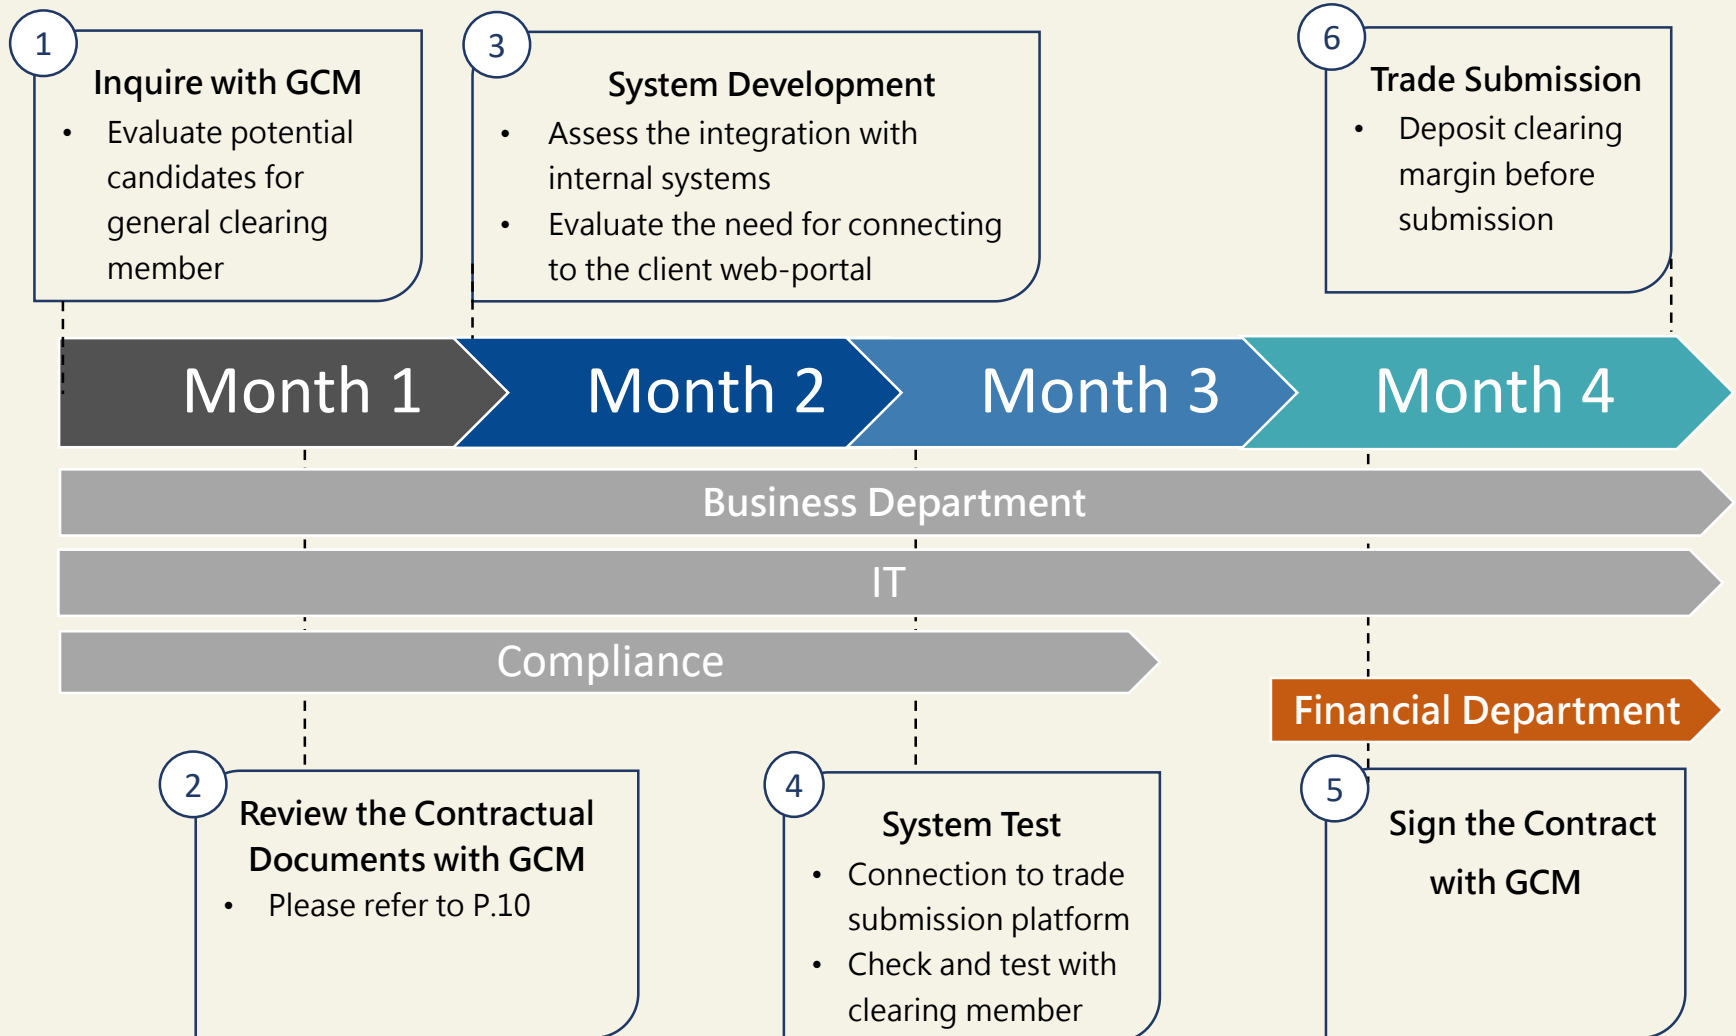 1
Inquire with GCM
• Evaluate potential
candidates for
general clearing
member
3
System Development
• Assess the integration with
internal systems
• Evaluate the need for connecting
to the client web-portal
6
Trade Submission
• Deposit clearing
margin before
submission
Month 1
Month 2
Month 3
Month 4
Business Department
IT
Compliance
Financial Department
2
Review the Contractual
Documents with GCM
• Please refer to P.10
4
System Test
• Connection to trade
submission platform
• Check and test with
clearing member
5
Sign the Contract
with GCM